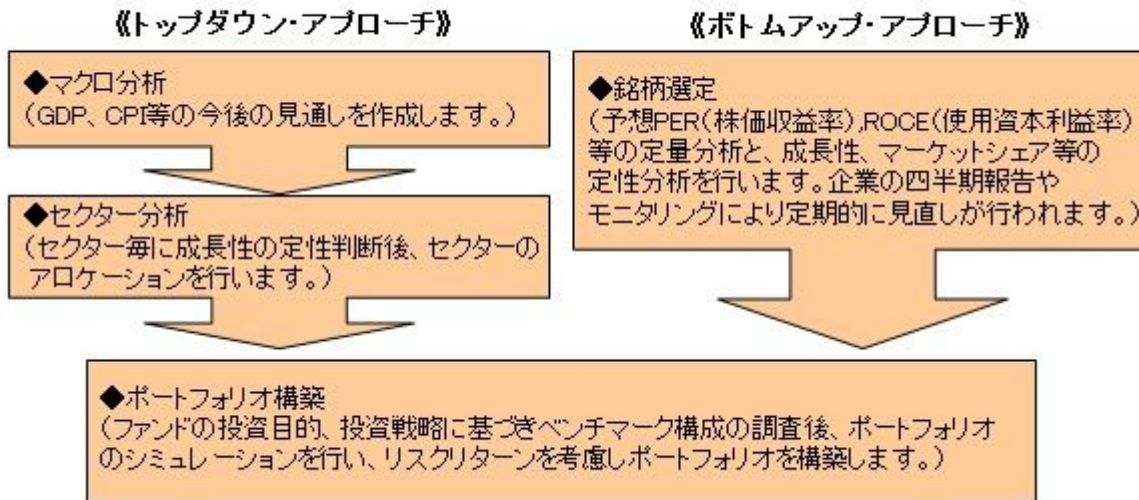 《トップダウン・アプローチ》
◆マクロ分析
(GDP、CPI等の今後の見通しを作成します。)
◆セクター分析
(セクター毎に成長性の定性判断後、セクターの
アロケーションを行います。)
《ボトムアップ・アプローチ》
◆銘柄選定
(予想PER(株価収益率),ROCE(使用資本利益率)
等の定量分析と、成長性、マーケットシェア等の
定性分析を行います。企業の四半期報告や
モニタリングにより定期的に見直しが行われます。)
◆ポートフォリオ構築
(ファンドの投資目的、投資戦略に基づきベンチマーク構成の調査後、ポートフォリオ
のシミュレーションを行い、リスクリターンを考慮しポートフォリオを構築します。)